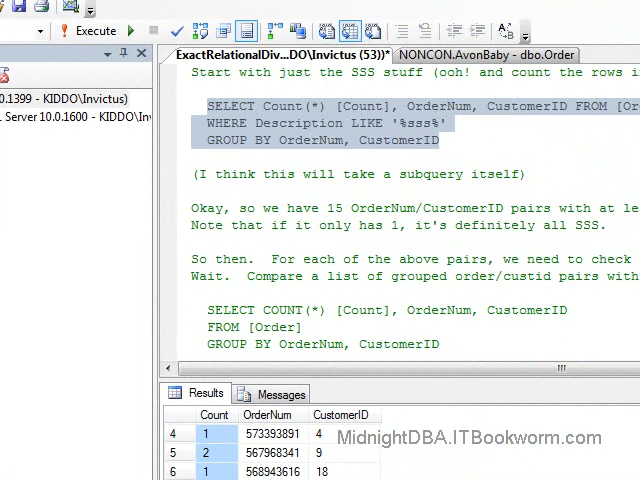 Execute
ExactRelationalDiv...DO\Invictus (53))*
NONCON.AvonBaby - dbo.Order
0.1399 - KIDDO\Invictus)
Server 10.0.1600 - KIDDO\In
Start with just the SSS stuff (ooh! and count the rows i
SELECT Count(*) [Count], OrderNum, CustomerID FROM [Or
WHERE Description LIKE '%sss%'
GROUP BY OrderNum, CustomerID
(I think this will take a subquery itself)
Okay, so we have 15 OrderNum/CustomerID pairs with at le
Note that if it only has 1, it's definitely all SSS.
So then.  For each of the above pairs, we need to check
Wait.  Compare a list of grouped order/custid pairs with
SELECT COUNT(*) [Count], OrderNum, CustomerID
FROM [Order]
GROUP BY OrderNum, CustomerID
Results
Messages
Count OrderNum CustomerID
4 1 573393891 4
5 2 567968341 9
6 1 568943616 18
MidnightDBA.ITBookworm.com